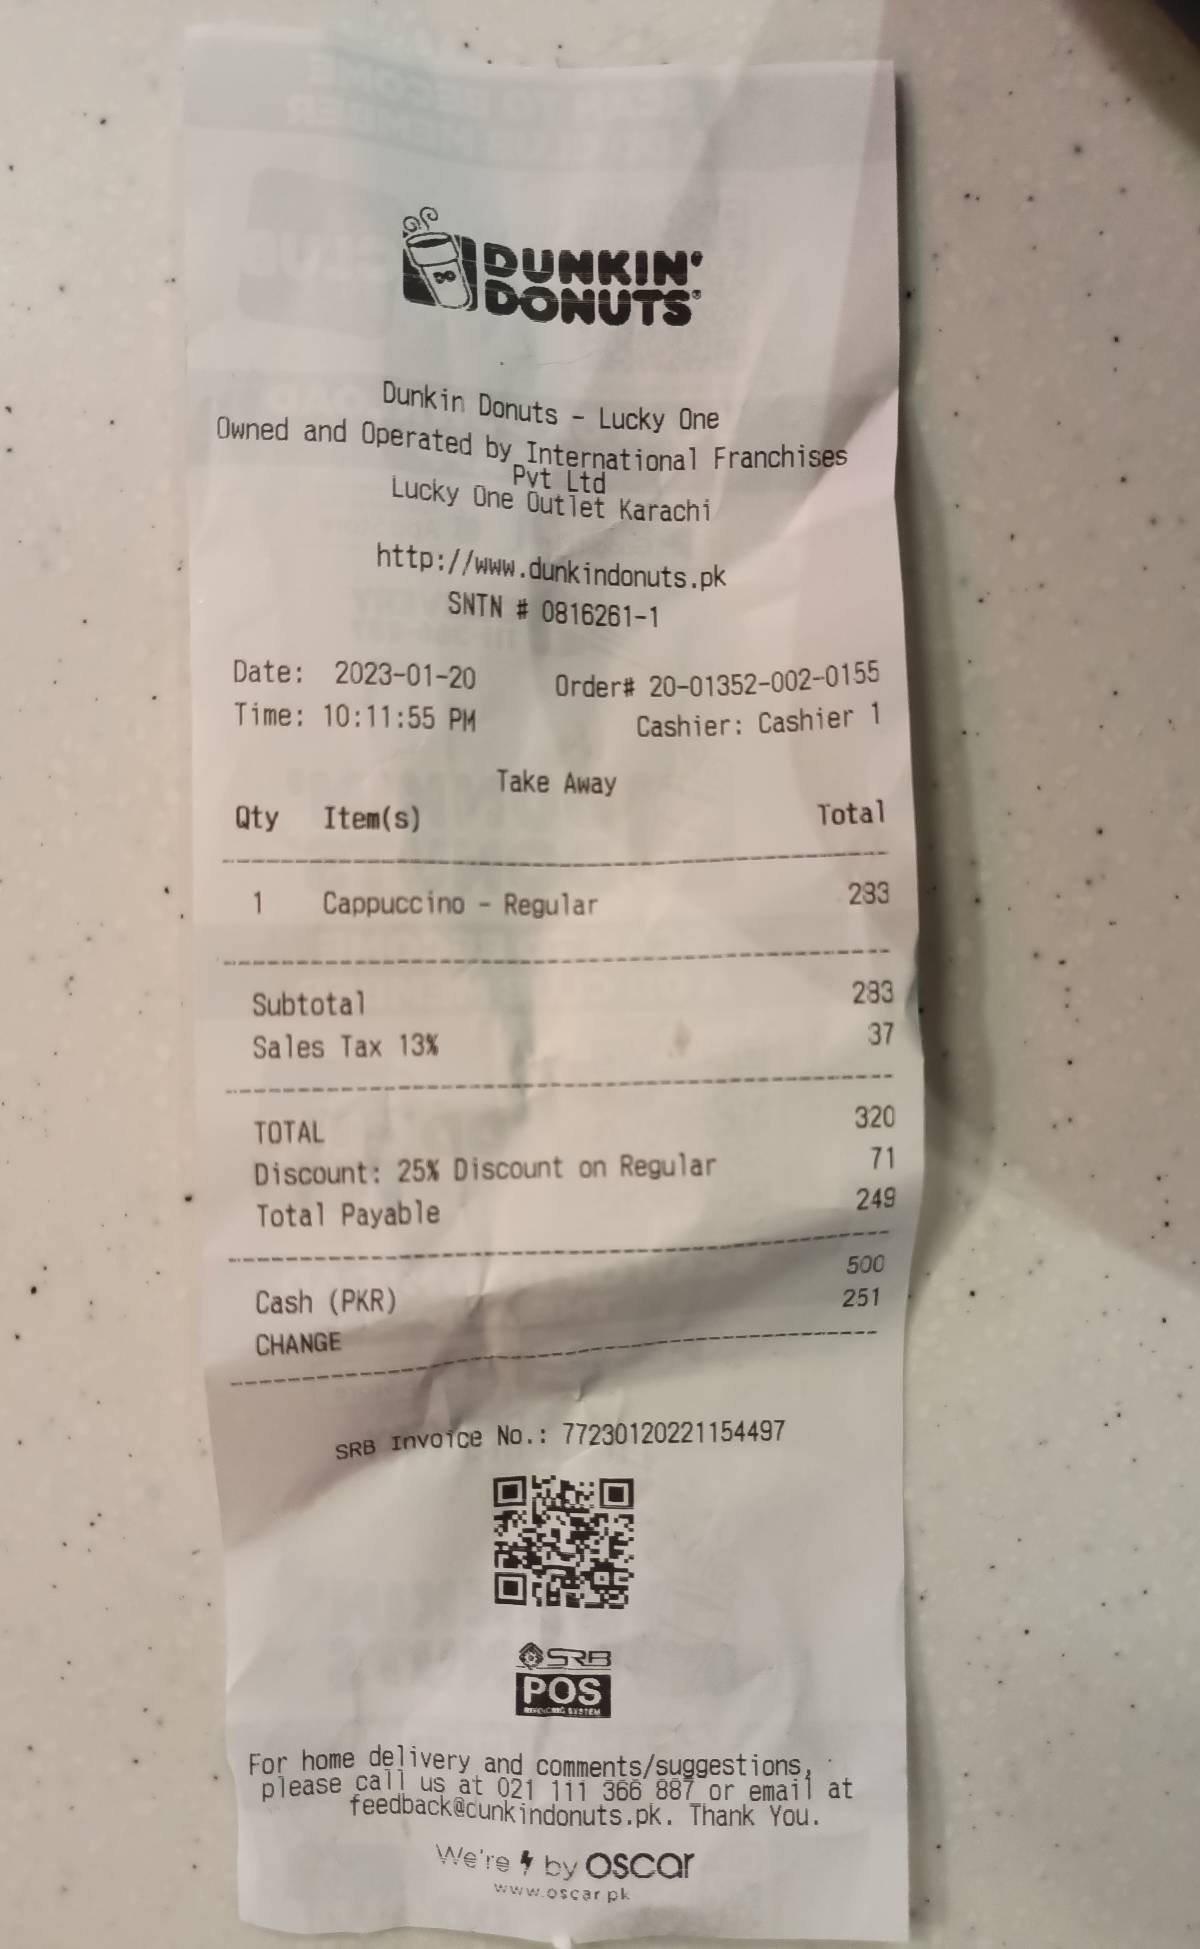 DUNKIN'
DONUTS®
Dunkin Donuts - Lucky One
Owned and Operated by International Franchises
Pvt Ltd
Lucky One Outlet Karachi
http://www.dunkindonuts.pk
SNTN # 0816261-1
Date: 2023-01-20 Order# 20-01352-002-0155
Time: 10:11:55 PM Cashier: Cashier 1
Take Away
Qty Item(s) Total
1 Cappuccino - Regular 283
Subtotal 283
Sales Tax 13% 37
TOTAL 320
Discount: 25% Discount on Regular 71
Total Payable 249
Cash (PKR) 500
CHANGE 251
SRB Invoice No.: 77230120221154497
SRB
POS
For home delivery and comments/suggestions,
please call us at 021 111 366 887 or email at
feedback@dunkindonuts.pk. Thank You.
We're by oscar
www.oscar.pk